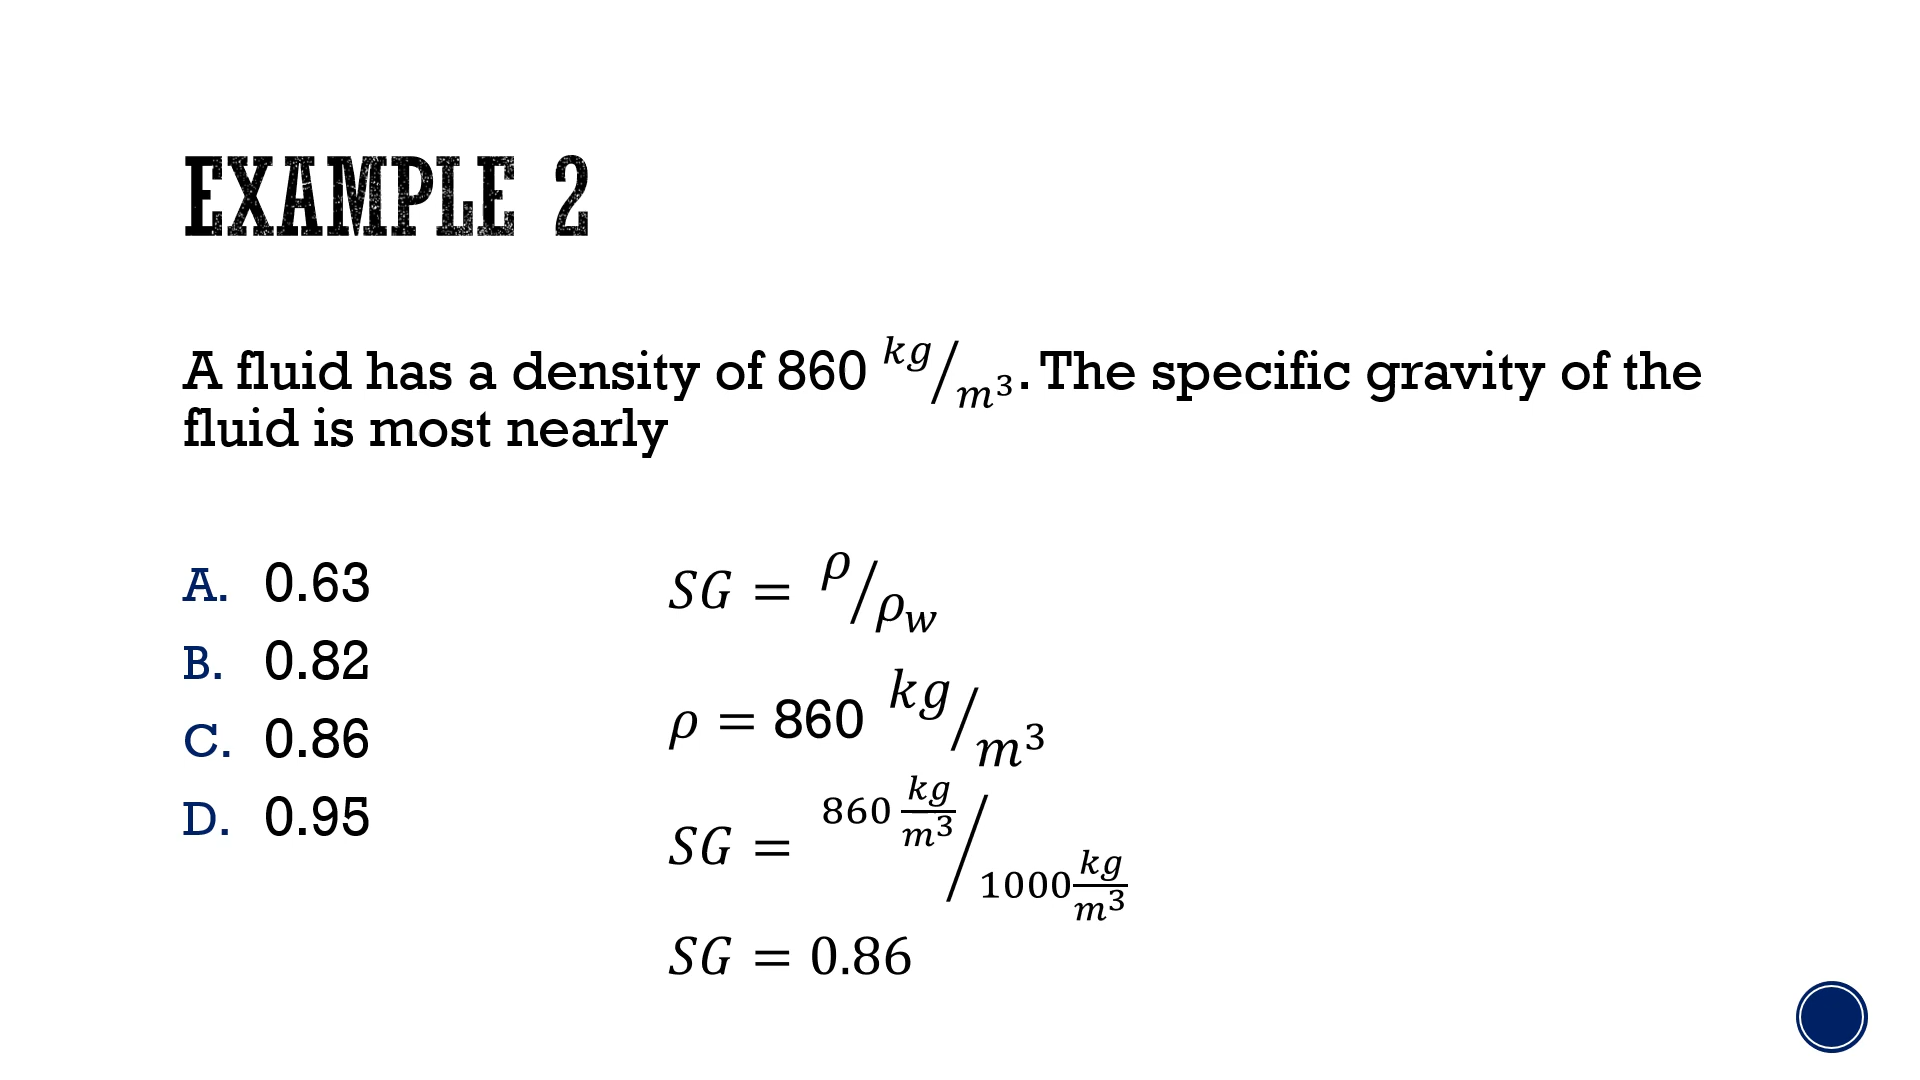 EXAMPLE 2
A fluid has a density of 860 kg/m³. The specific gravity of the
fluid is most nearly
A. 0.63
B. 0.82
C. 0.86
D. 0.95
SG = ρ/ρw
ρ = 860 kg/m³
SG = 860 kg/m³ / 1000 kg/m³
SG = 0.86